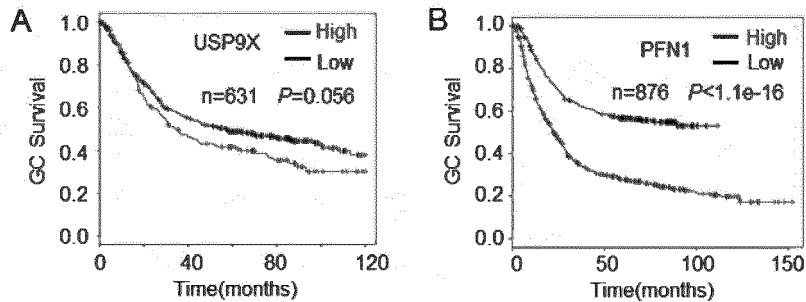 A
USP9X
High
Low
n=631 P=0.056
GC Survival
1.0
0.8
0.6
0.4
0.2
0.0
0 40 80 120
Time(months)
B
PFN1
High
Low
n=876 P<1.1e-16
GC Survival
1.0
0.8
0.6
0.4
0.2
0.0
0 50 100 150
Time(months)